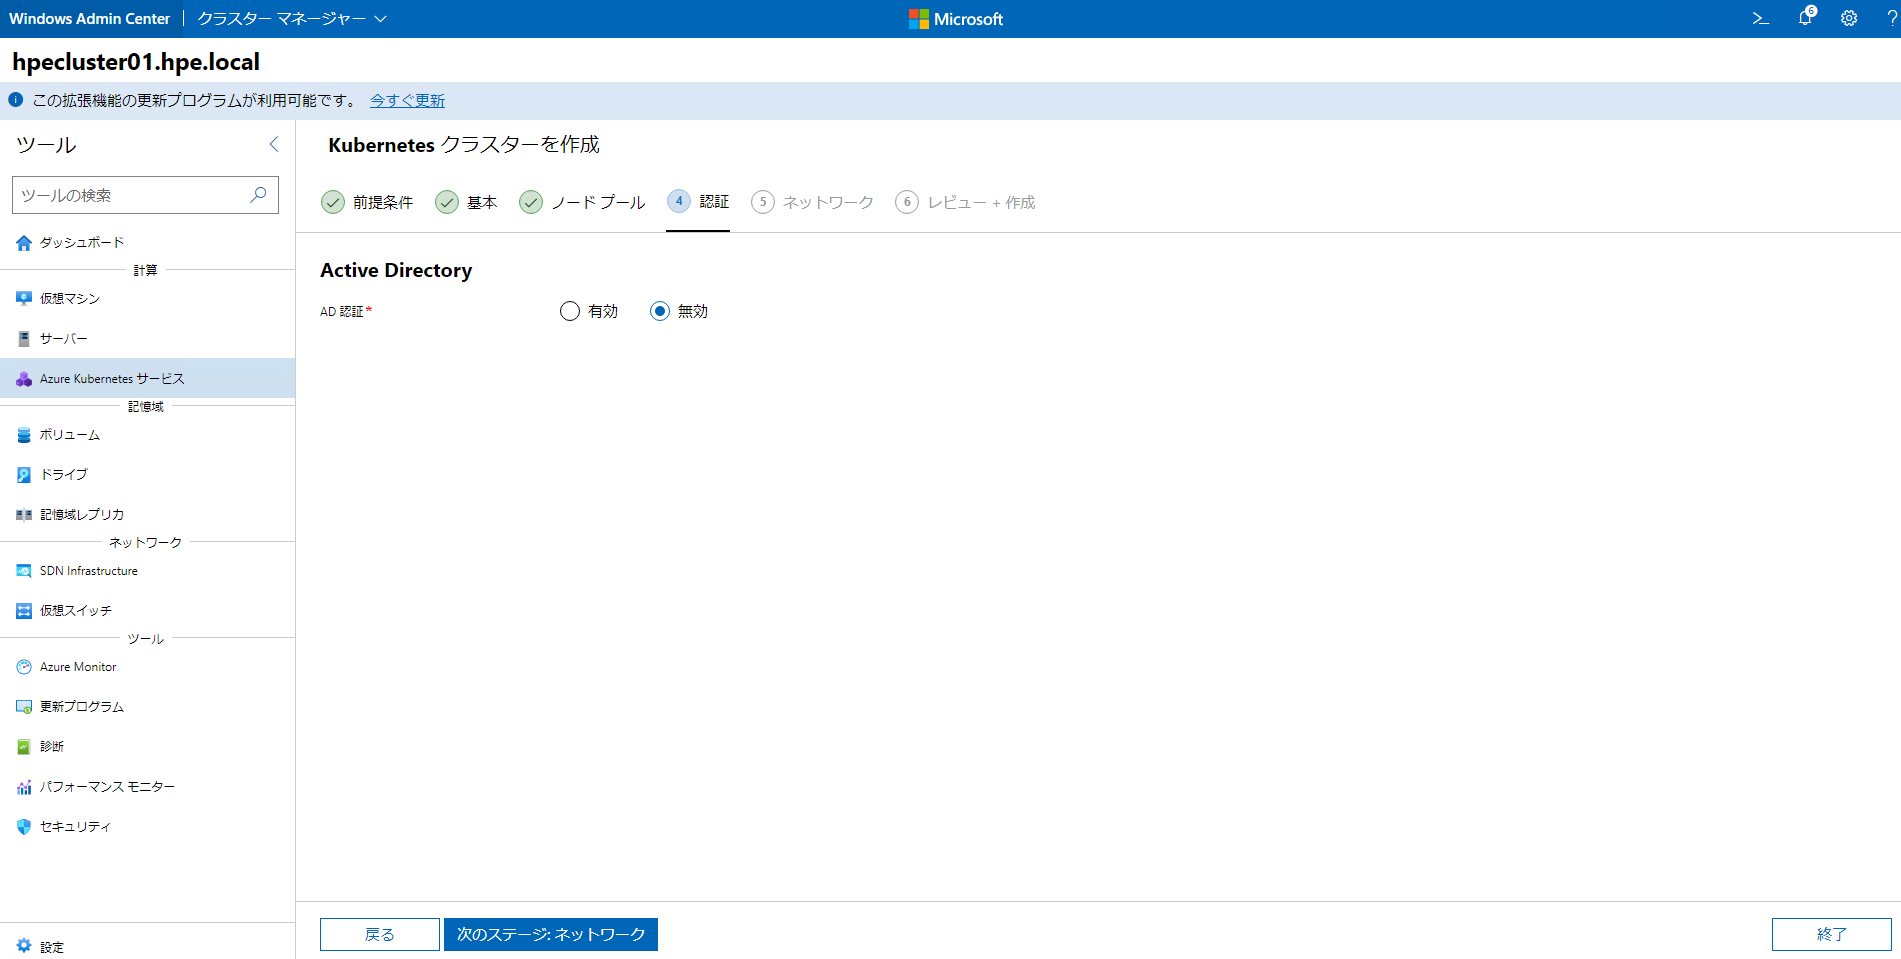 Windows Admin Center クラスター マネージャー Microsoft 6
hpecluster01.hpe.local
この拡張機能の更新プログラムが利用可能です。 今すぐ更新
ツール
ツールの検索
ダッシュボード
計算
仮想マシン
サーバー
Azure Kubernetes サービス
記憶域
ボリューム
ドライブ
記憶域レプリカ
ネットワーク
SDN Infrastructure
仮想スイッチ
ツール
Azure Monitor
更新プログラム
診断
パフォーマンス モニター
セキュリティ
設定
Kubernetes クラスターを作成
前提条件 基本 ノード プール 4 認証 5 ネットワーク 6 レビュー + 作成
Active Directory
AD 認証* 有効 無効
戻る 次のステージ: ネットワーク 終了